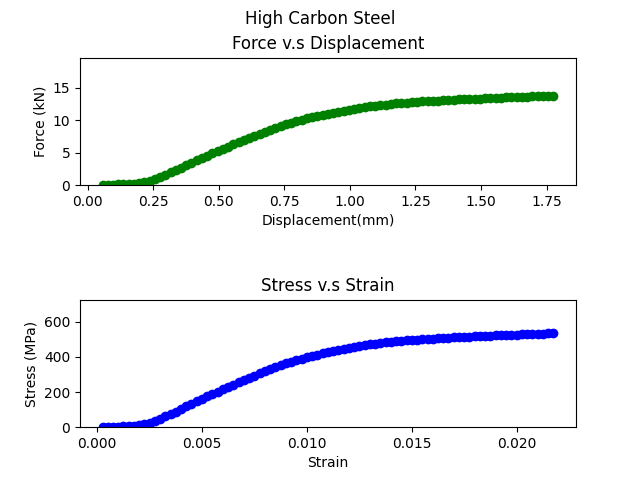 High Carbon Steel
Force v.s Displacement
15
10
5
0
Force (kN)
0.00 0.25 0.50 0.75 1.00 1.25 1.50 1.75
Displacement(mm)
Stress v.s Strain
600
400
200
0
Stress (MPa)
0.000 0.005 0.010 0.015 0.020
Strain